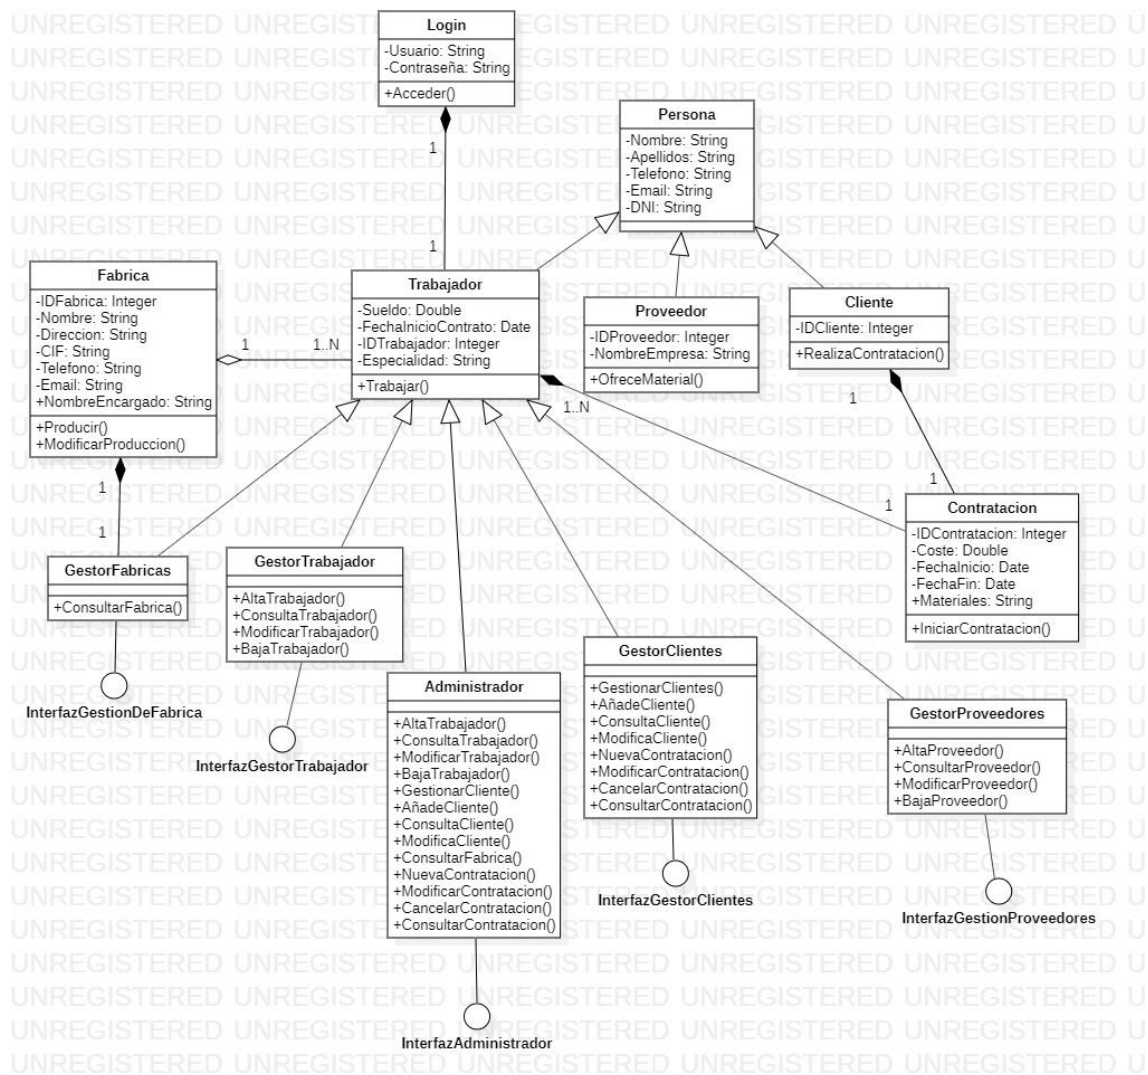 Login
-Usuario: String
-Contraseña: String
+Acceder()
1
1
Persona
-Nombre: String
-Apellidos: String
-Telefono: String
-Email: String
-DNI: String
Fabrica
-IDFabrica: Integer
-Nombre: String
-Direccion: String
-CIF: String
-Telefono: String
-Email: String
+NombreEncargado: String
+Producir()
+ModificarProduccion()
1
1..N
Trabajador
-Sueldo: Double
-FechaInicioContrato: Date
-IDTrabajador: Integer
-Especialidad: String
+Trabajar()
Proveedor
-IDProveedor: Integer
-NombreEmpresa: String
+OfreceMaterial()
Cliente
-IDCliente: Integer
+RealizaContratacion()
1..N
1
1
1
1
1
Contratacion
-IDContratacion: Integer
-Coste: Double
-FechaInicio: Date
-FechaFin: Date
+Materiales: String
+IniciarContratacion()
GestorFabricas
+ConsultarFabrica()
InterfazGestionDeFabrica
GestorTrabajador
+AltaTrabajador()
+ConsultaTrabajador()
+ModificarTrabajador()
+BajaTrabajador()
InterfazGestorTrabajador
Administrador
+AltaTrabajador()
+ConsultaTrabajador()
+ModificarTrabajador()
+BajaTrabajador()
+GestionarCliente()
+AñadeCliente()
+ConsultaCliente()
+ModificaCliente()
+ConsultarFabrica()
+NuevaContratacion()
+ModificarContratacion()
+CancelarContratacion()
+ConsultarContratacion()
InterfazAdministrador
GestorClientes
+GestionarClientes()
+AñadeCliente()
+ConsultaCliente()
+ModificaCliente()
+NuevaContratacion()
+ModificarContratacion()
+CancelarContratacion()
+ConsultarContratacion()
InterfazGestorClientes
GestorProveedores
+AltaProveedor()
+ConsultarProveedor()
+ModificarProveedor()
+BajaProveedor()
InterfazGestionProveedores
UNREGISTERED